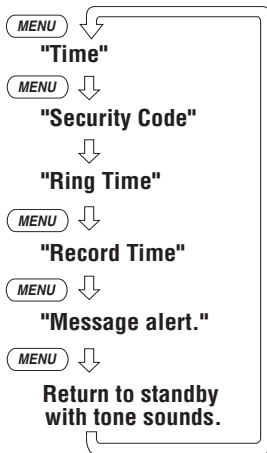 MENU
"Time"
MENU
"Security Code"
"Ring Time"
MENU
"Record Time"
MENU
"Message alert."
MENU
Return to standby
with tone sounds.